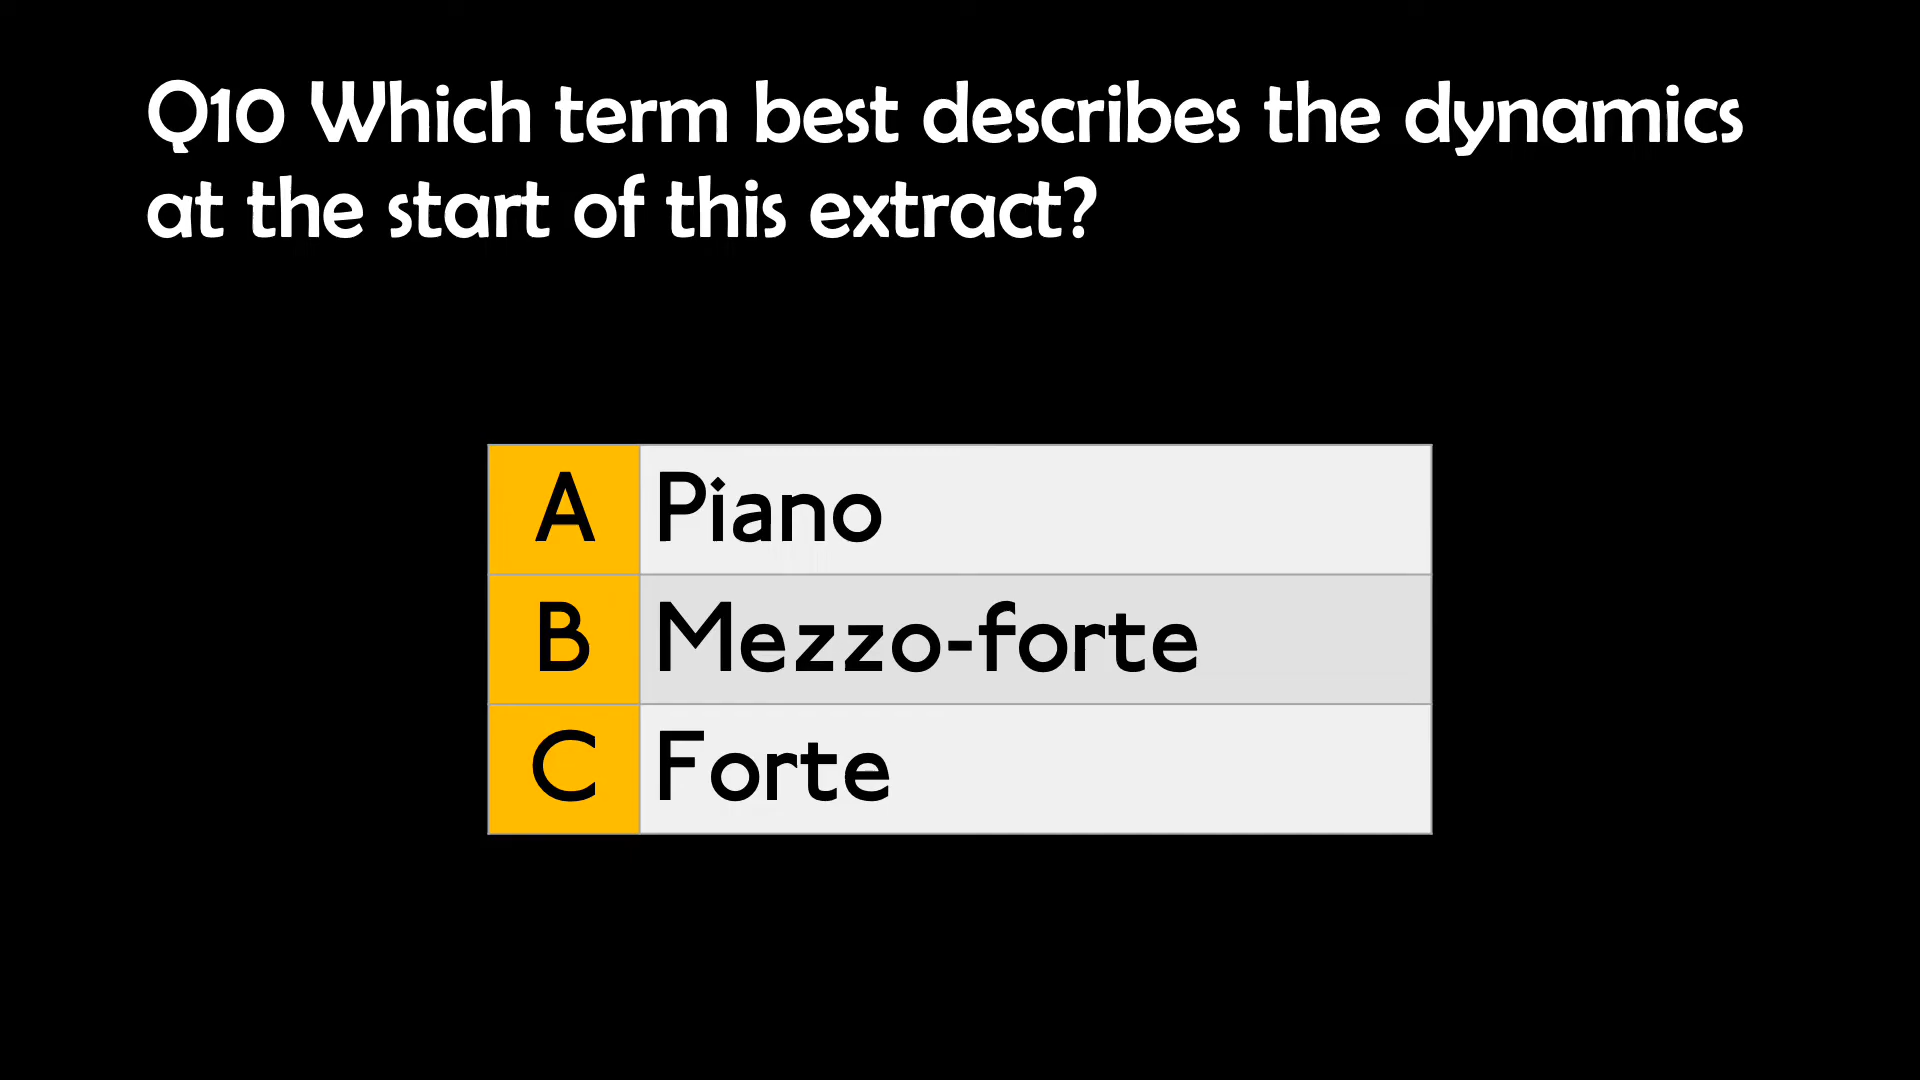 Q10 Which term best describes the dynamics
at the start of this extract?
A Piano
B Mezzo-forte
C Forte